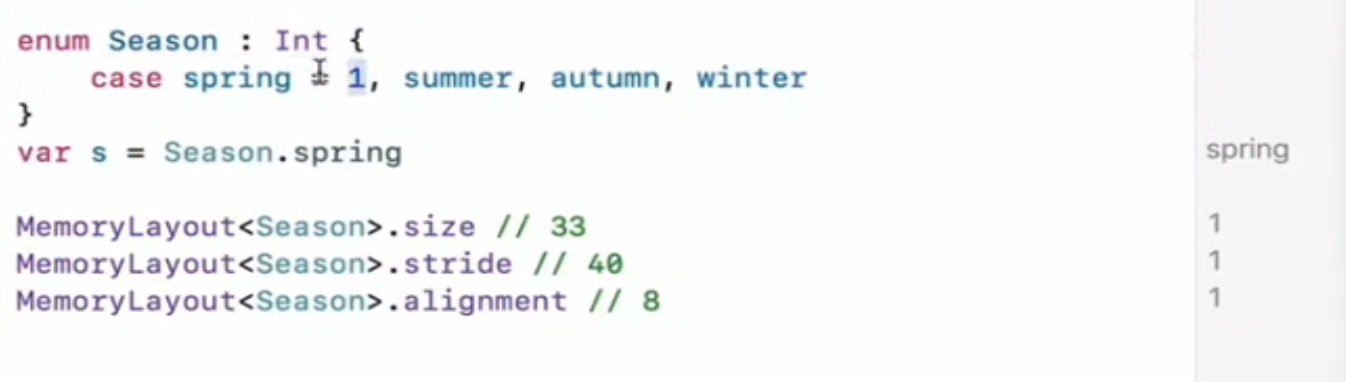 enum Season : Int {
case spring = 1, summer, autumn, winter
}
var s = Season.spring
spring
MemoryLayout<Season>.size // 33
1
MemoryLayout<Season>.stride // 40
1
MemoryLayout<Season>.alignment // 8
1